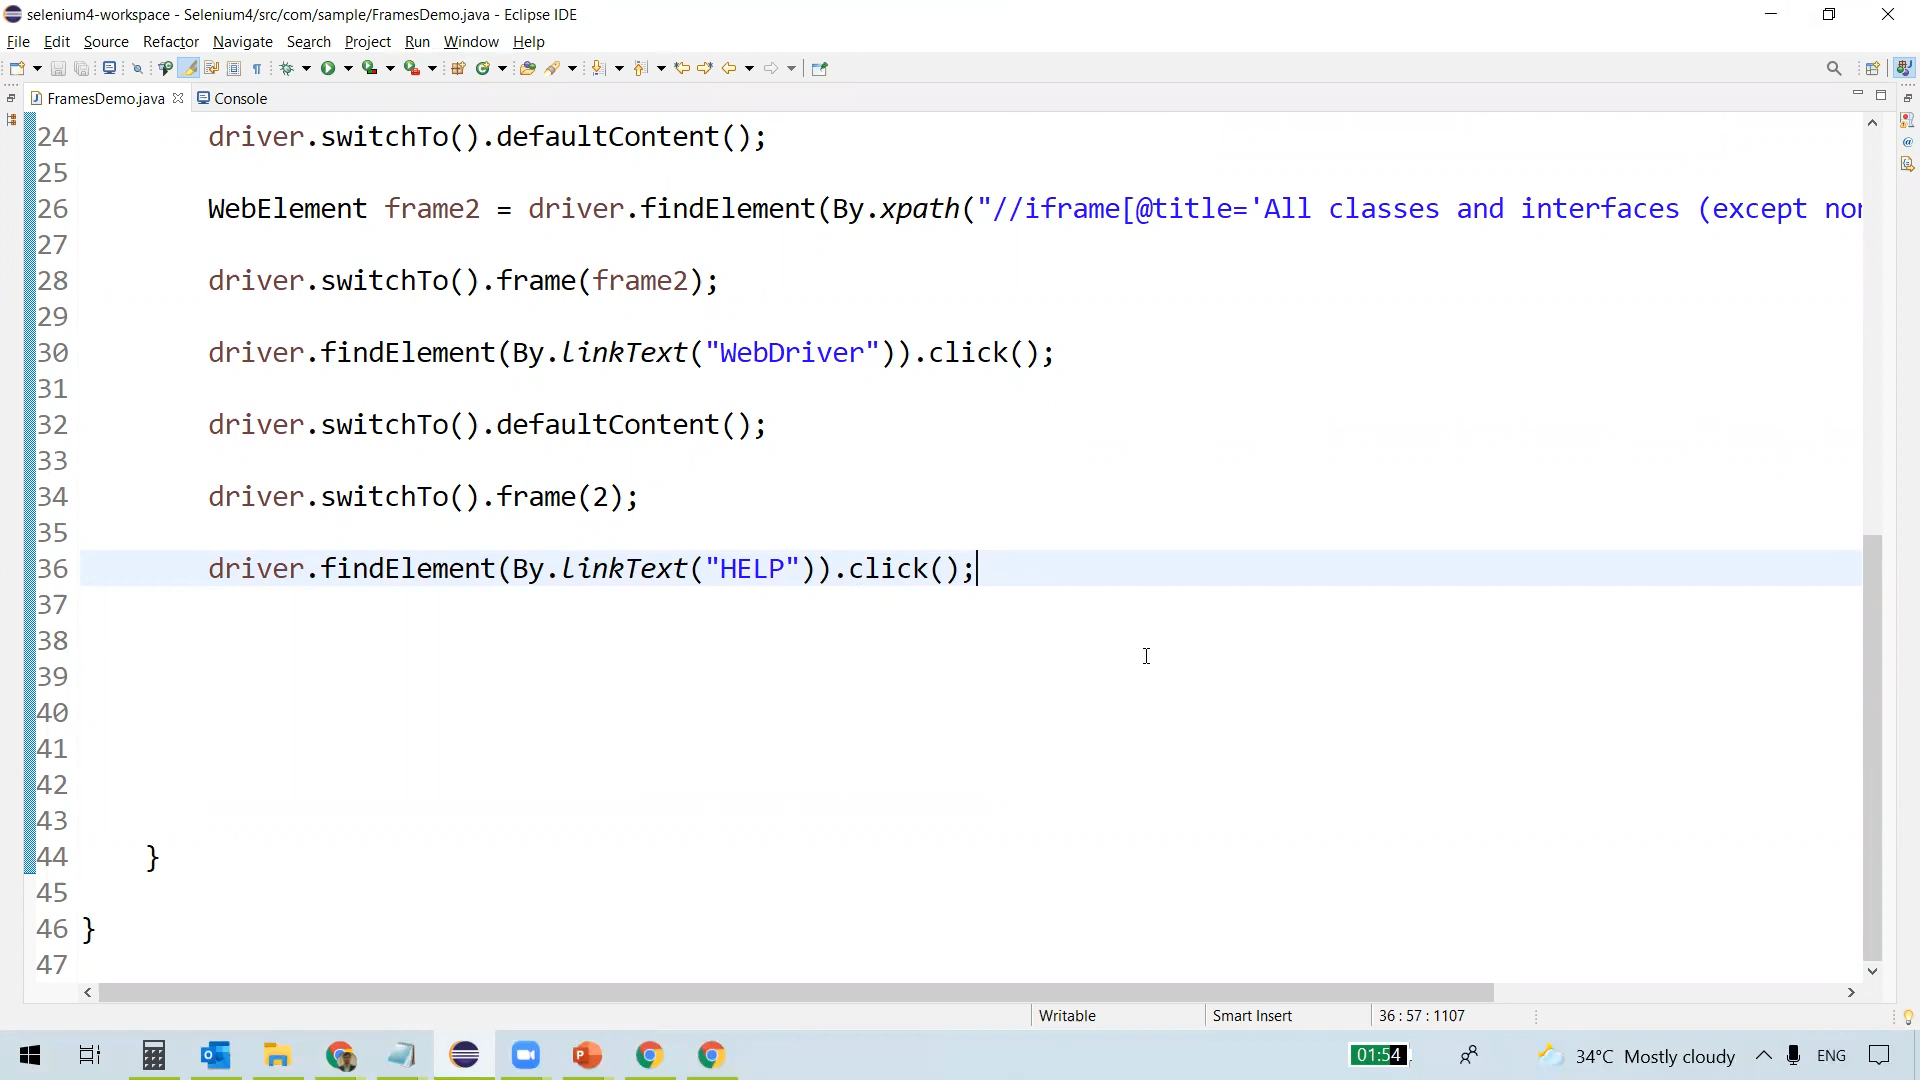 selenium4-workspace - Selenium4/src/com/sample/FramesDemo.java - Eclipse IDE
File Edit Source Refactor Navigate Search Project Run Window Help
FramesDemo.java Console
24 driver.switchTo().defaultContent();
25
26 WebElement frame2 = driver.findElement(By.xpath("//iframe[@title='All classes and interfaces (except nor
27
28 driver.switchTo().frame(frame2);
29
30 driver.findElement(By.linkText("WebDriver")).click();
31
32 driver.switchTo().defaultContent();
33
34 driver.switchTo().frame(2);
35
36 driver.findElement(By.linkText("HELP")).click();
37
38
39
40
41
42
43
44 }
45
46 }
47
Writable Smart Insert 36 : 57 : 1107
01:54 34°C Mostly cloudy ENG